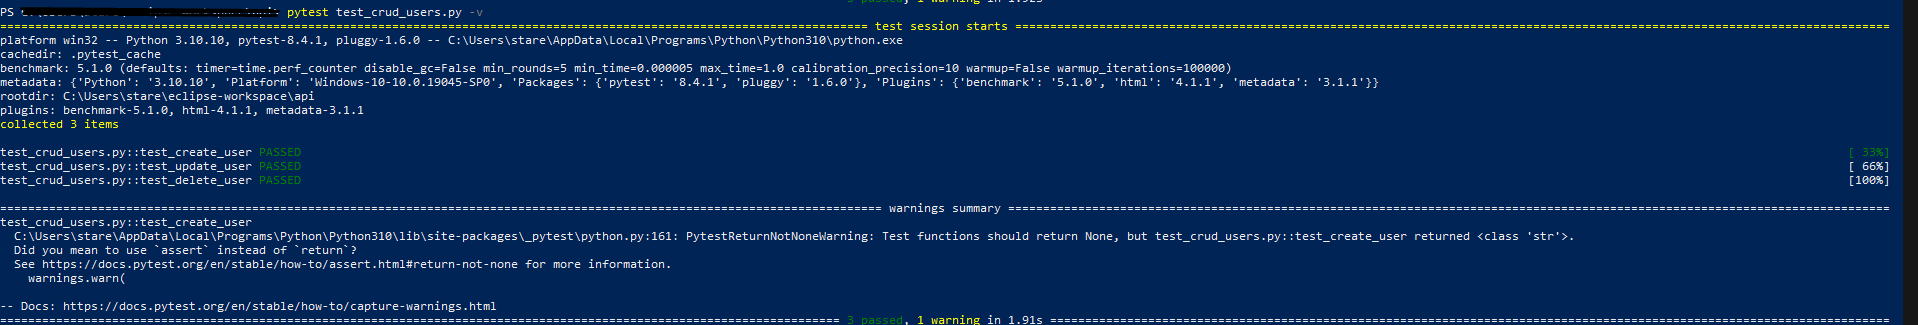 3 passed, 1 warning in 1.92s
PS pytest test_crud_users.py -v
test session starts
platform win32 -- Python 3.10.10, pytest-8.4.1, pluggy-1.6.0 -- C:\Users\stare\AppData\Local\Programs\Python\Python310\python.exe
cachedir: .pytest_cache
benchmark: 5.1.0 (defaults: timer=time.perf_counter disable_gc=False min_rounds=5 min_time=0.000005 max_time=1.0 calibration_precision=10 warmup=False warmup_iterations=100000)
metadata: {'Python': '3.10.10', 'Platform': 'Windows-10-10.0.19045-SP0', 'Packages': {'pytest': '8.4.1', 'pluggy': '1.6.0'}, 'Plugins': {'benchmark': '5.1.0', 'html': '4.1.1', 'metadata': '3.1.1'}}
rootdir: C:\Users\stare\eclipse-workspace\api
plugins: benchmark-5.1.0, html-4.1.1, metadata-3.1.1
collected 3 items
test_crud_users.py::test_create_user PASSED [ 33%]
test_crud_users.py::test_update_user PASSED [ 66%]
test_crud_users.py::test_delete_user PASSED [100%]
warnings summary
test_crud_users.py::test_create_user
C:\Users\stare\AppData\Local\Programs\Python\Python310\lib\site-packages\_pytest\python.py:161: PytestReturnNotNoneWarning: Test functions should return None, but test_crud_users.py::test_create_user returned <class 'str'>.
Did you mean to use `assert` instead of `return`?
See https://docs.pytest.org/en/stable/how-to/assert.html#return-not-none for more information.
warnings.warn(
-- Docs: https://docs.pytest.org/en/stable/how-to/capture-warnings.html
3 passed, 1 warning in 1.91s